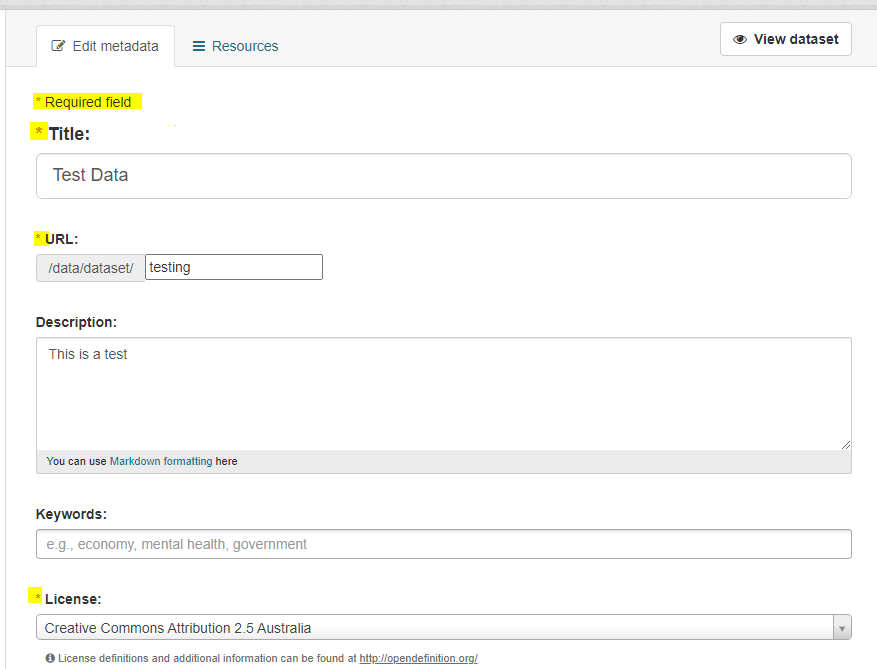 Edit metadata Resources View dataset
* Required field
* Title:
Test Data
* URL:
/data/dataset/ testing
Description:
This is a test
You can use Markdown formatting here
Keywords:
e.g., economy, mental health, government
* License:
Creative Commons Attribution 2.5 Australia
License definitions and additional information can be found at http://opendefinition.org/